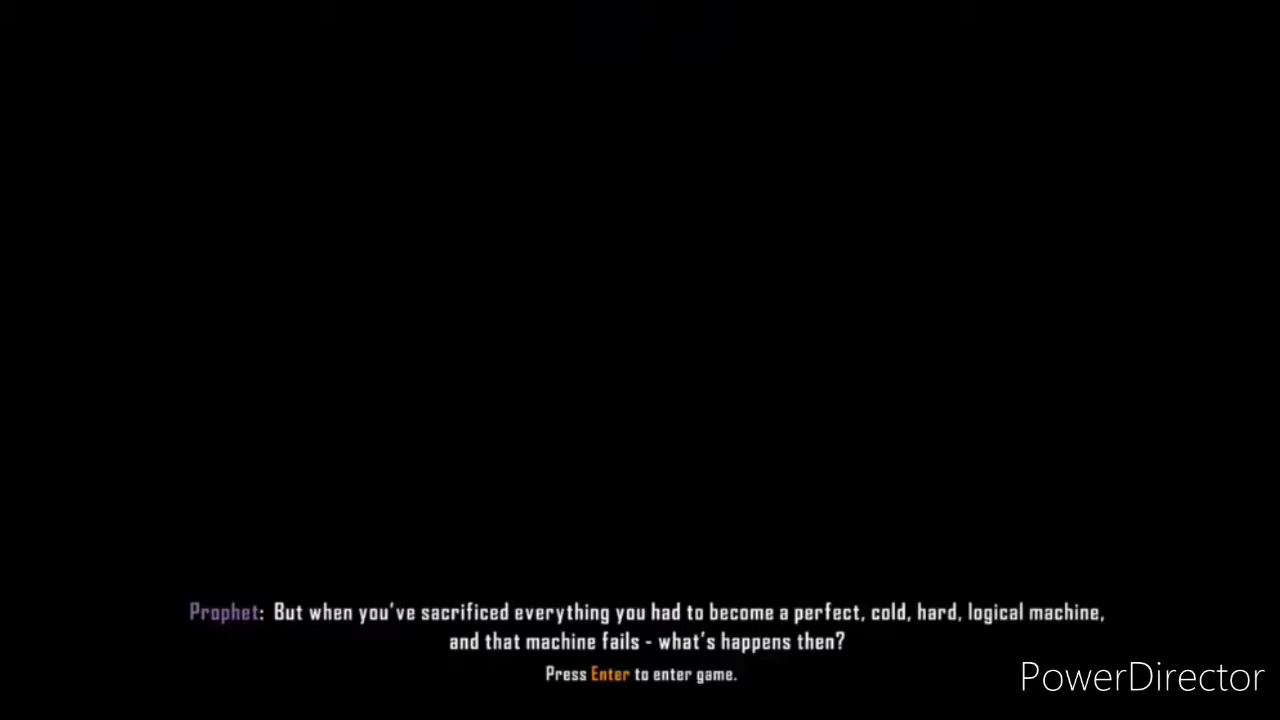 Prophet: But when you've sacrificed everything you had to become a perfect, cold, hard, logical machine,
and that machine fails - what's happens then?
Press Enter to enter game.
PowerDirector